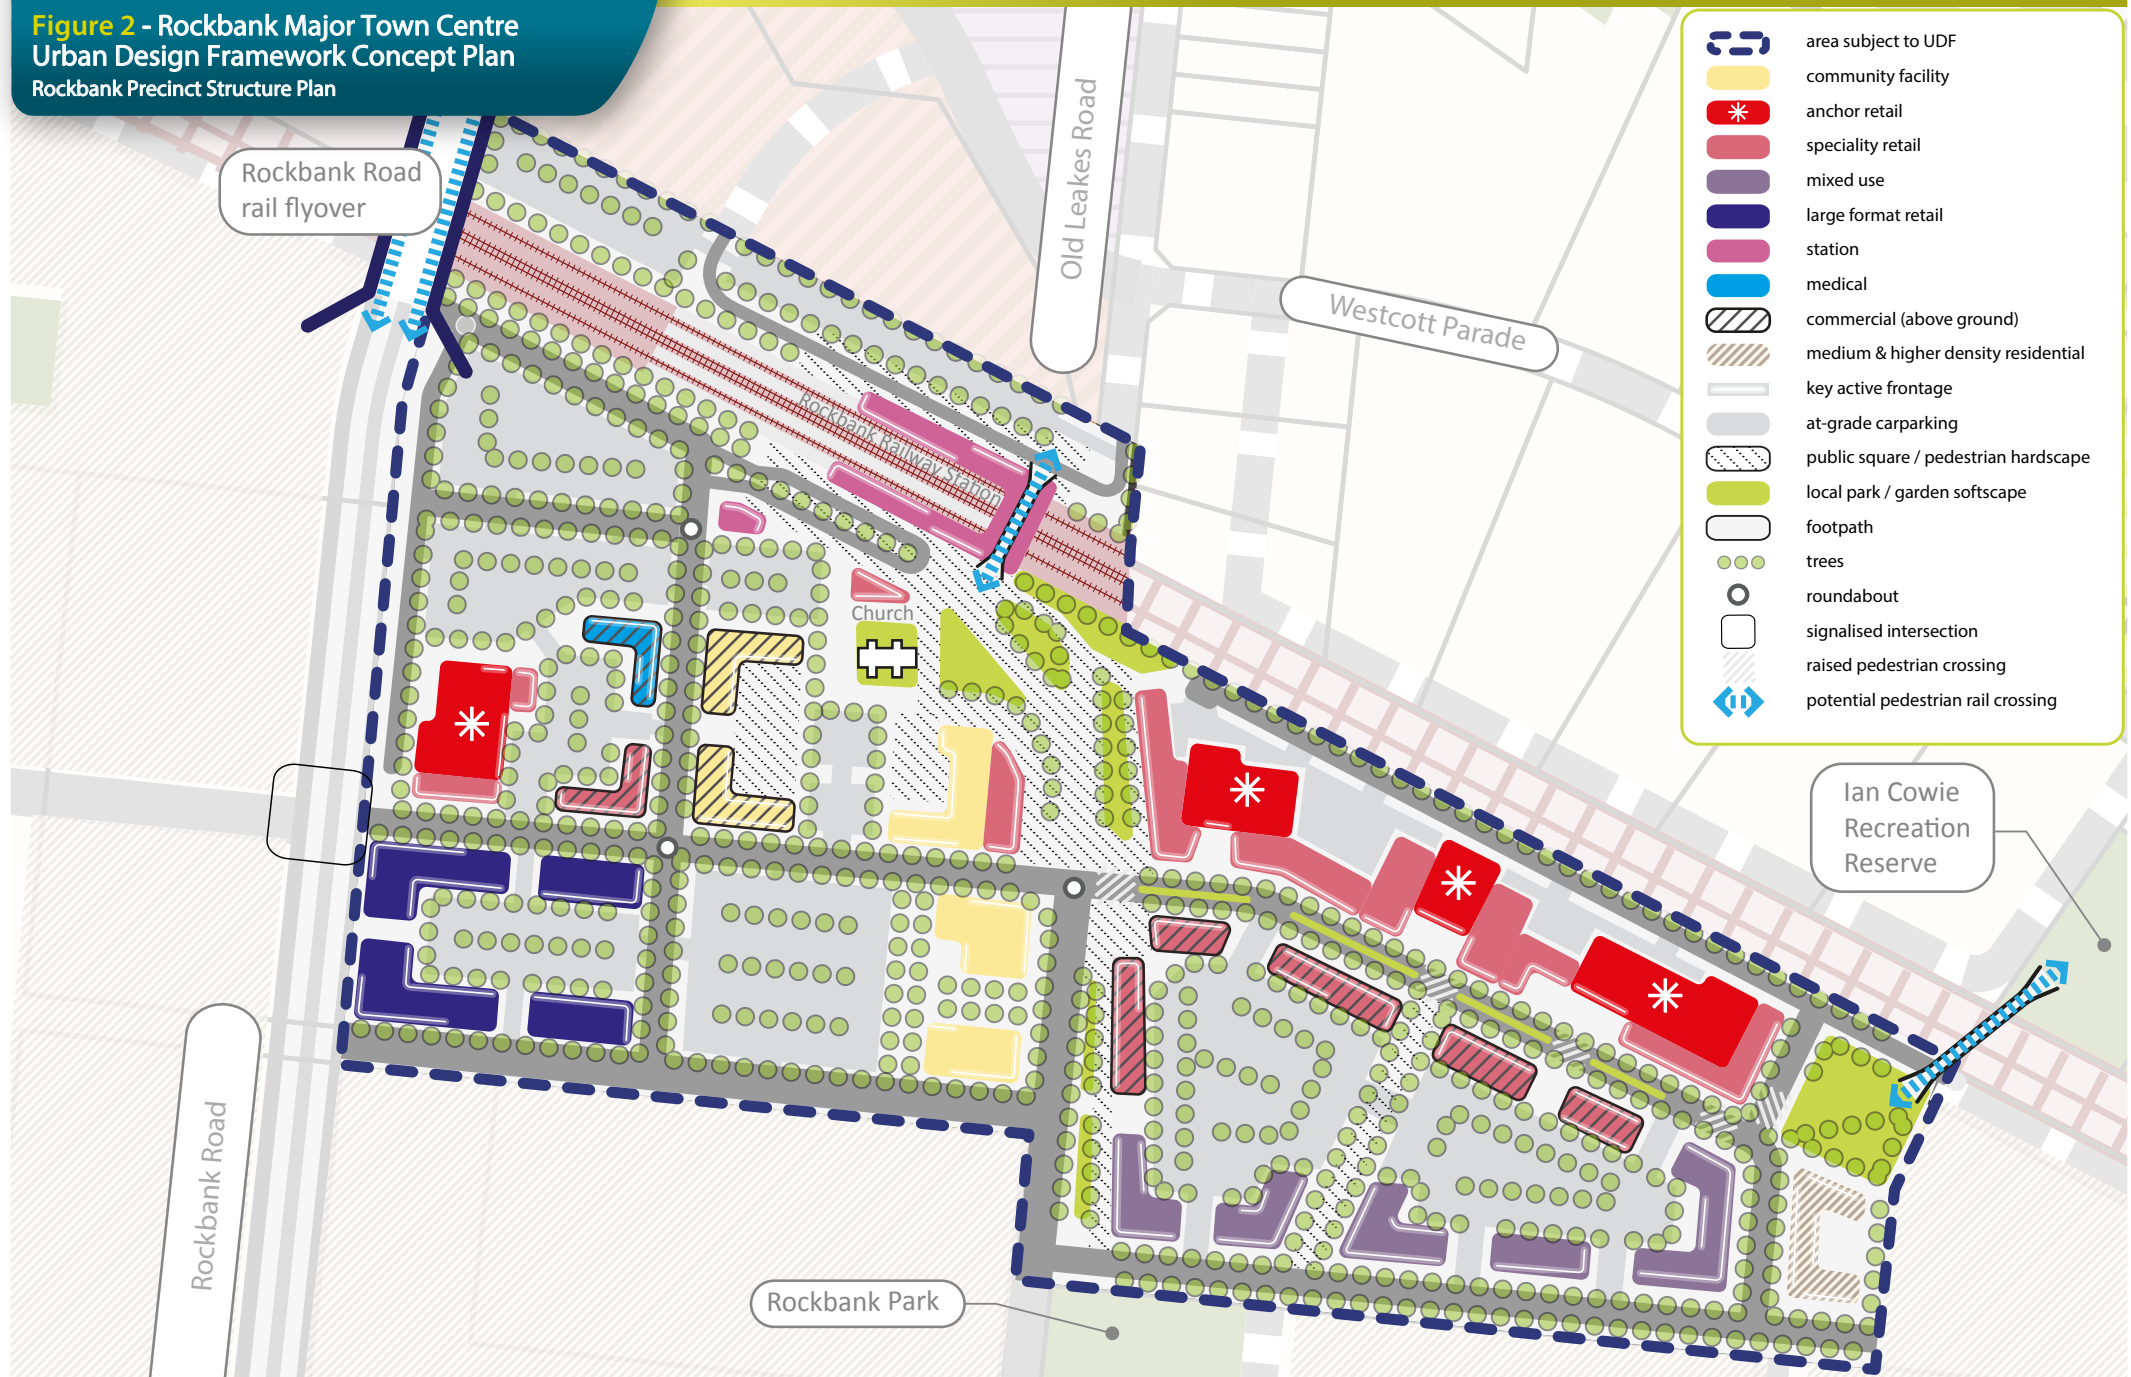 Figure 2 - Rockbank Major Town Centre
Urban Design Framework Concept Plan
Rockbank Precinct Structure Plan
Rockbank Road
rail flyover
Old Leakes Road
Westcott Parade
Rockbank Railway Station
Church
Ian Cowie
Recreation
Reserve
Rockbank Road
Rockbank Park
area subject to UDF
community facility
anchor retail
speciality retail
mixed use
large format retail
station
medical
commercial (above ground)
medium & higher density residential
key active frontage
at-grade carparking
public square / pedestrian hardscape
local park / garden softscape
footpath
trees
roundabout
signalised intersection
raised pedestrian crossing
potential pedestrian rail crossing